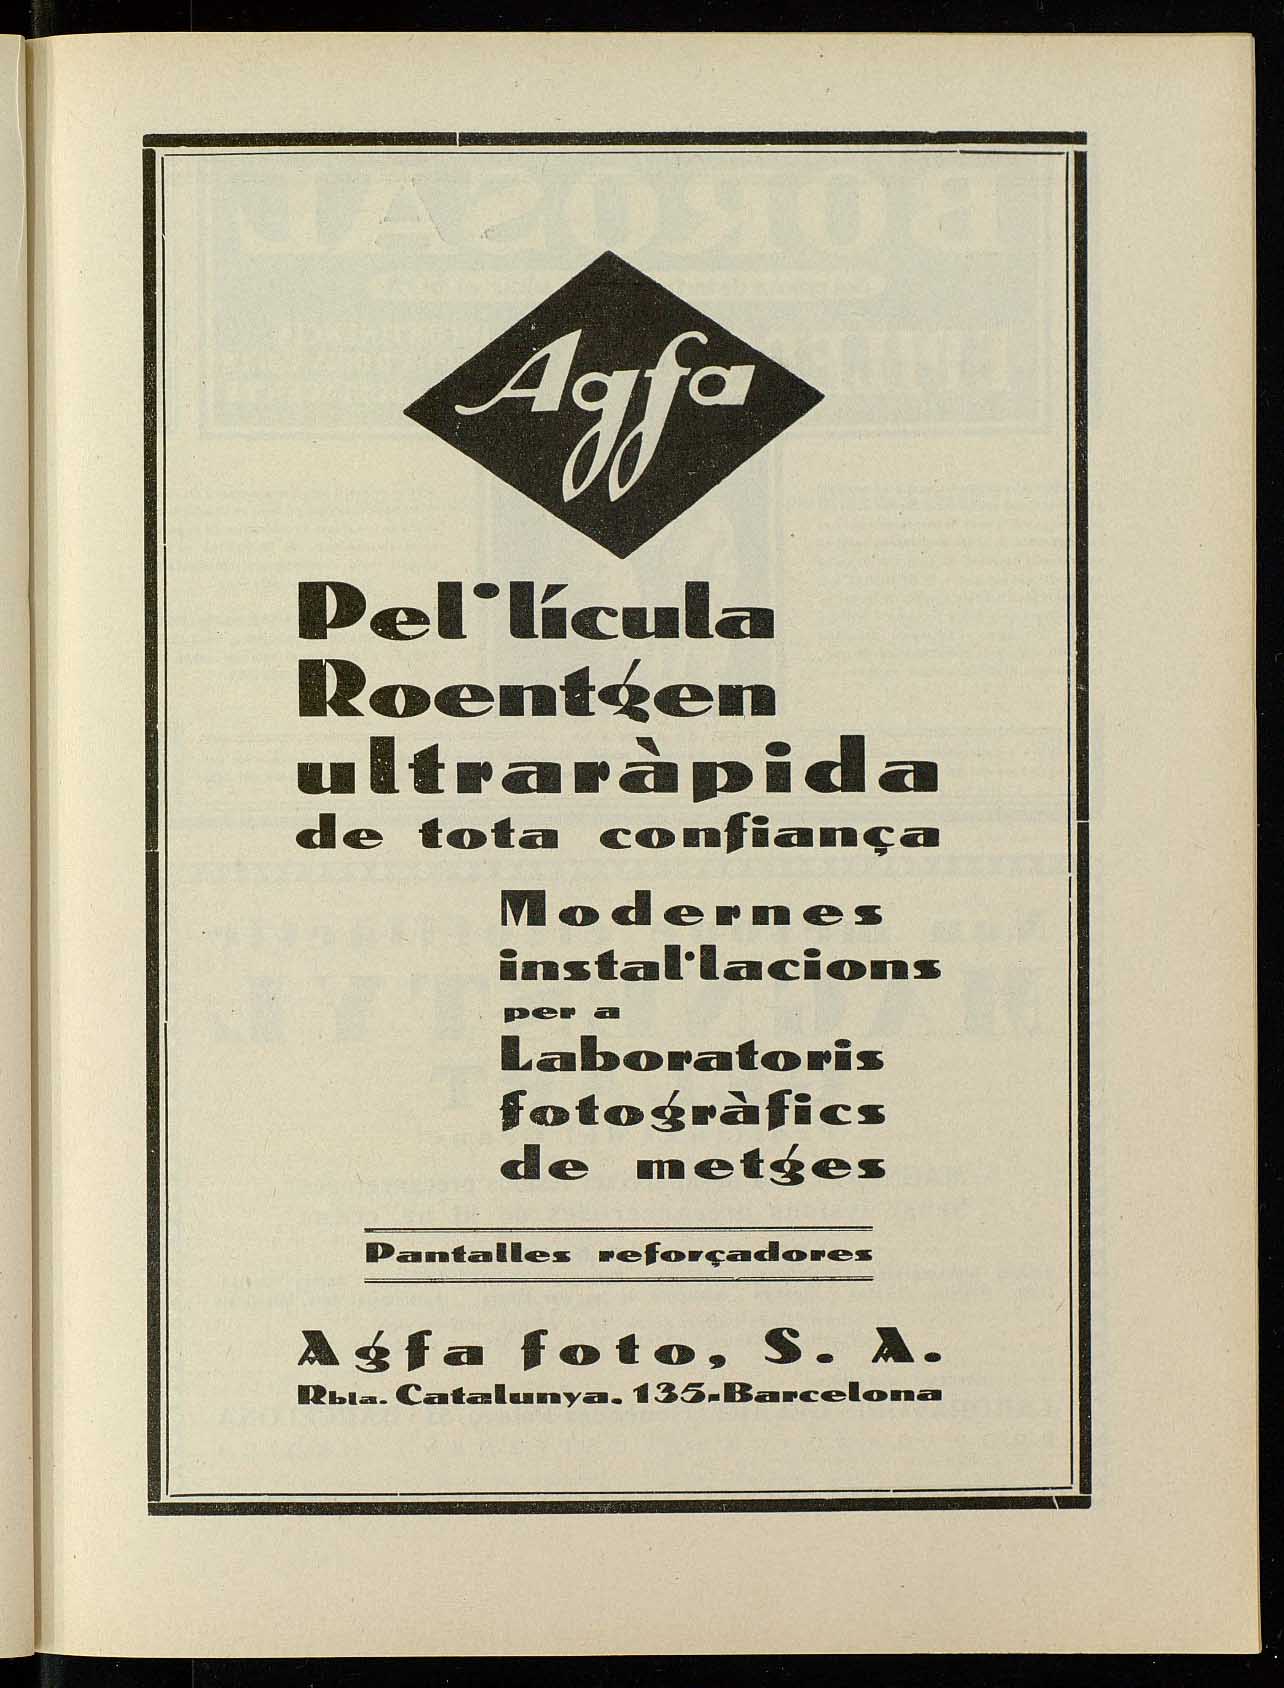 Agfa
Pel·lícula
Roentgen
ultraràpida
de tota confiança
Modernes
instal·lacions
per a
Laboratoris
fotogràfics
de metges
Pantalles reforçadores
Agfa foto, S. A.
Rbla. Catalunya, 135-Barcelona